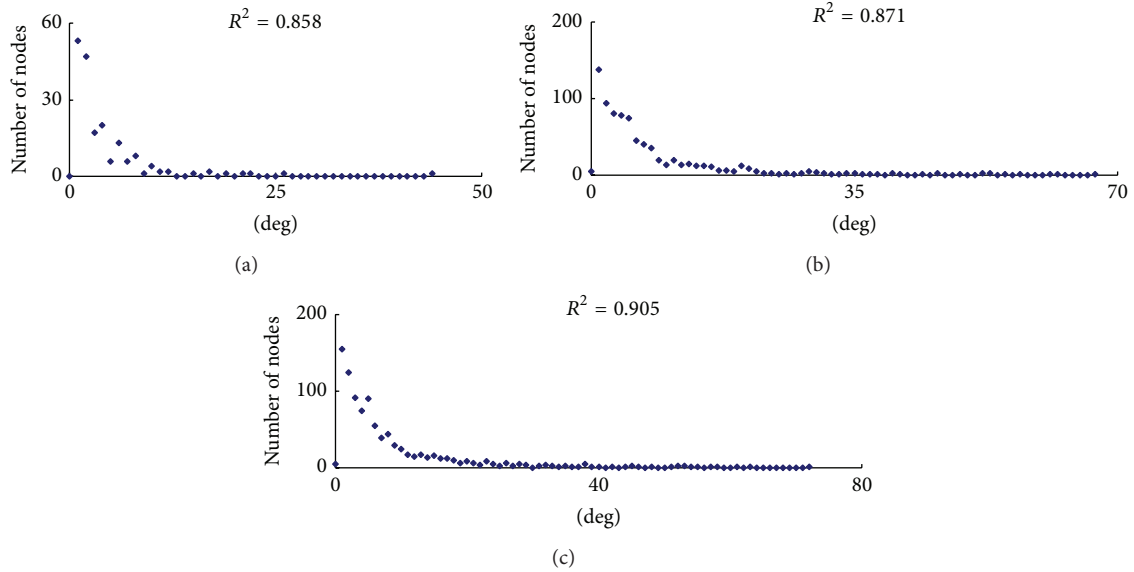 R² = 0.858
Number of nodes
60
30
0
0 25 50
(deg)
(a)
R² = 0.871
Number of nodes
200
100
0
0 35 70
(deg)
(b)
R² = 0.905
Number of nodes
200
100
0
0 40 80
(deg)
(c)